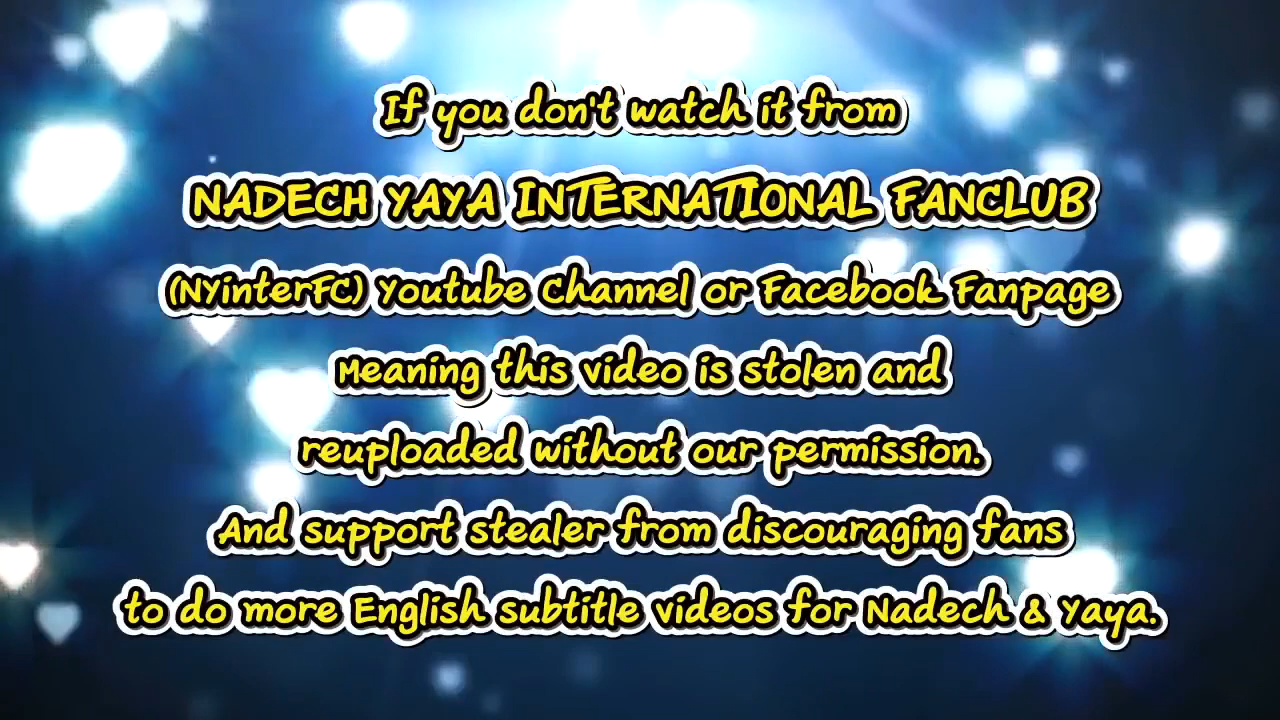 If you don't watch it from
NADECH YAYA INTERNATIONAL FANCLUB
(NYinterFC) Youtube Channel or Facebook Fanpage
Meaning this video is stolen and
reuploaded without our permission.
And support stealer from discouraging fans
to do more English subtitle videos for Nadech & Yaya.